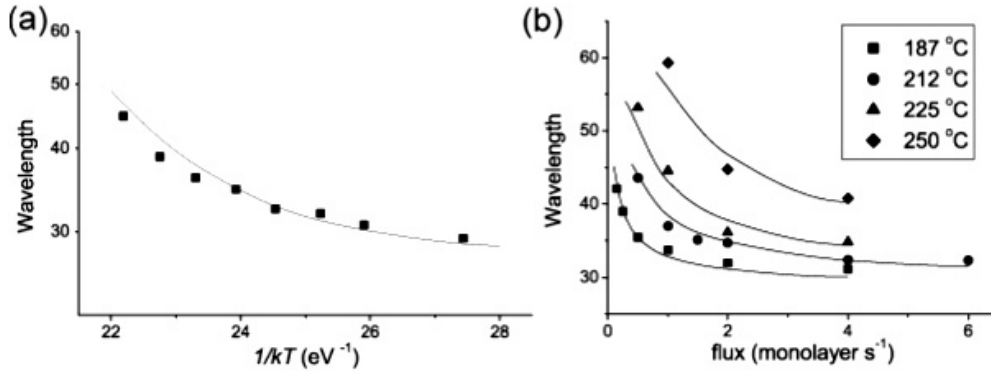 (a)
60
50
40
30
Wavelength
22 24 26 28
1/kT (eV ⁻¹)
(b)
60
50
40
30
Wavelength
0 2 4 6
flux (monolayer s⁻¹)
187 °C
212 °C
225 °C
250 °C